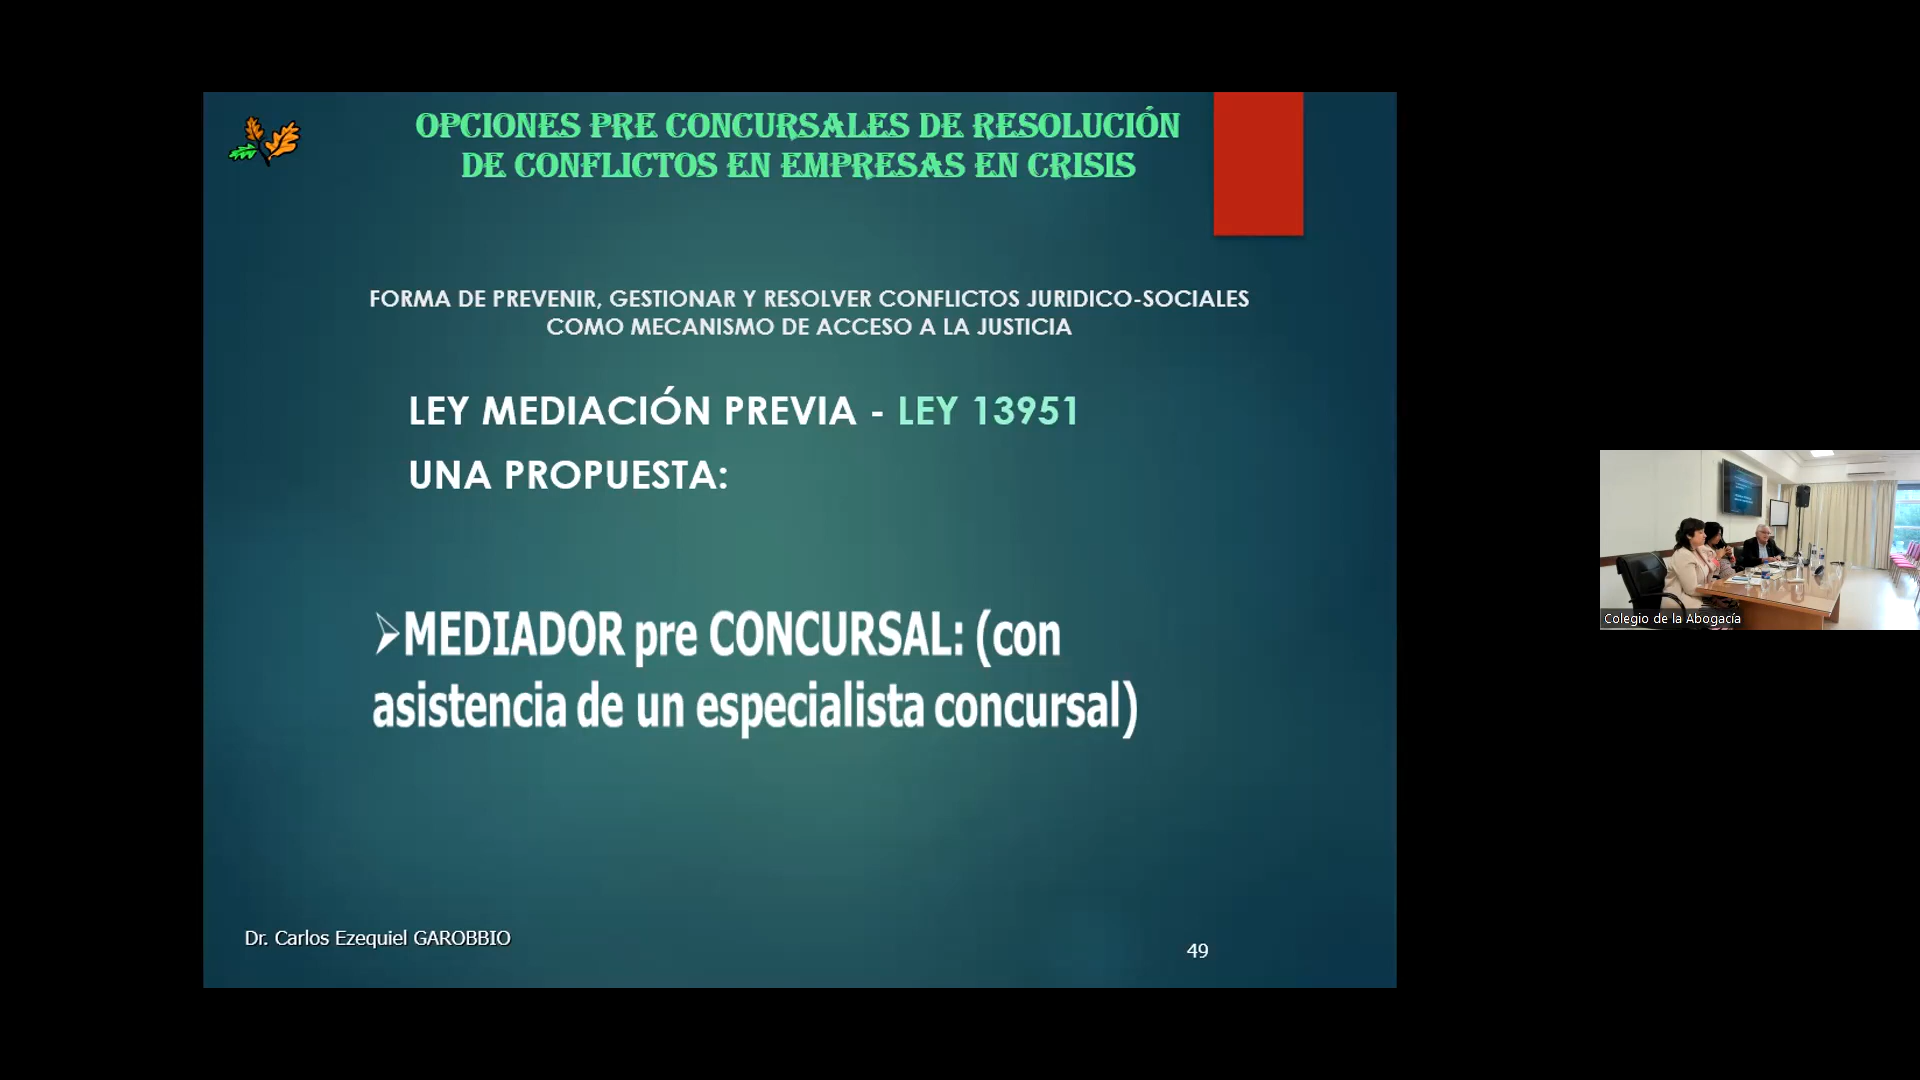 OPCIONES PRE CONCURSALES DE RESOLUCIÓN
DE CONFLICTOS EN EMPRESAS EN CRISIS
FORMA DE PREVENIR, GESTIONAR Y RESOLVER CONFLICTOS JURIDICO-SOCIALES
COMO MECANISMO DE ACCESO A LA JUSTICIA
LEY MEDIACIÓN PREVIA - LEY 13951
UNA PROPUESTA:
➢MEDIADOR pre CONCURSAL: (con
asistencia de un especialista concursal)
Dr. Carlos Ezequiel GAROBBIO
49
Colegio de la Abogacía